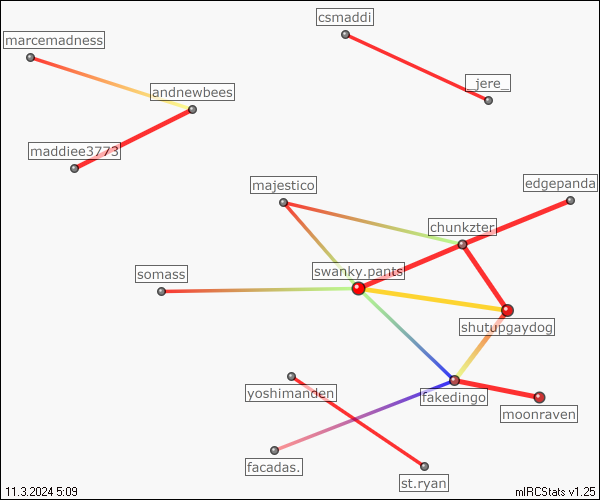 csmaddi
marcemadness
_jere_
andnewbees
maddiee3773
edgepanda
majestico
chunkzter
swanky.pants
somass
shutupgaydog
yoshimanden
fakedingo
moonraven
facadas.
st.ryan
11.3.2024 5:09
mIRCStats v1.25